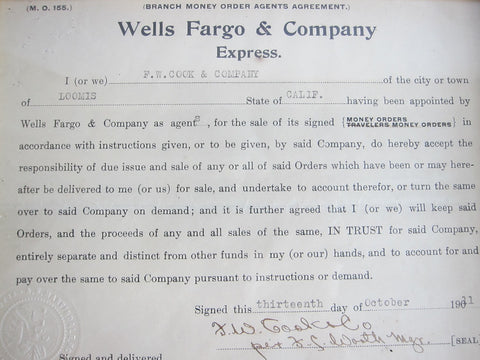 (M. O. 155.) (BRANCH MONEY ORDER AGENTS AGREEMENT.)
Wells Fargo & Company
Express.
I (or we) F.W.COOK & COMPANY of the city or town
of LOOMIS State of CALIF. having been appointed by
Wells Fargo & Company as agents, for the sale of its signed { MONEY ORDERS TRAVELERS MONEY ORDERS } in
accordance with instructions given, or to be given, by said Company, do hereby accept the
responsibility of due issue and sale of any or all of said Orders which have been or may here-
after be delivered to me (or us) for sale, and undertake to account therefor, or turn the same
over to said Company on demand; and it is further agreed that I (or we) will keep said
Orders, and the proceeds of any and all sales of the same, IN TRUST for said Company,
entirely separate and distinct from other funds in my (or our) hands, and to account for and
pay over the same to said Company pursuant to instructions or demand.
Signed this thirteenth day of October 1911
F.W. Cook & Co
per F. G. Mgr. [SEAL
Signed and delivered